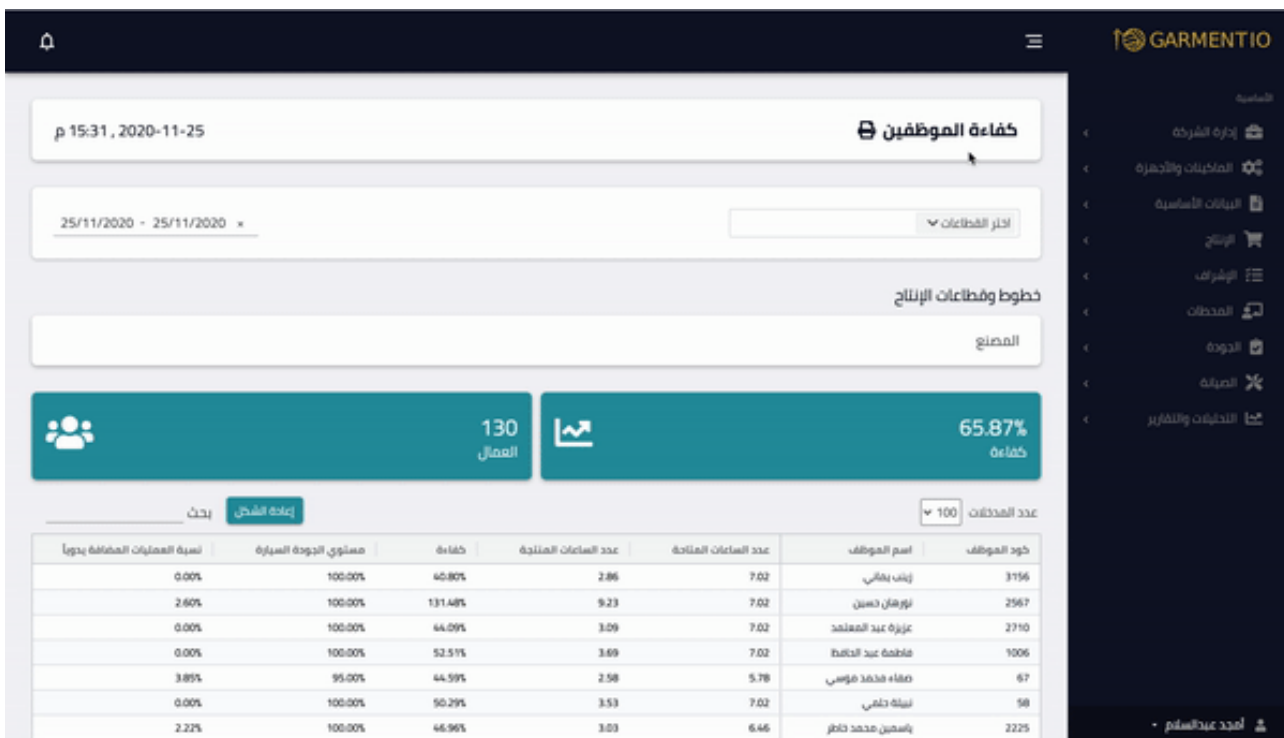 GARMENTIO
الأساسية
إدارة الشركة
الماكينات والأجهزة
البيانات الأساسية
الإنتاج
الإشراف
المحطات
الجودة
الصيانة
التحليلات والتقارير
أمجد عبدالسلام
كفاءة الموظفين
2020-11-25 , 15:31 م
اختر القطاعات
25/11/2020 - 25/11/2020 ×
خطوط وقطاعات الإنتاج
المصنع
65.87%
كفاءة
130
العمال
عدد المدخلات 100
إعادة الشكل بحث
كود الموظف اسم الموظف عدد الساعات المتاحة عدد الساعات المنتجة كفاءة مستوي الجودة السيارة نسبة العمليات المضافة يدوياً
3156 زينب يماني 7.02 2.86 40.80% 100.00% 0.00%
2567 نورهان حسين 7.02 9.23 131.48% 100.00% 2.60%
2710 عزيزة عبد المعتمد 7.02 3.09 44.09% 100.00% 0.00%
1006 فاطمة عبد الحافظ 7.02 3.69 52.51% 100.00% 0.00%
67 صفاء محمد موسي 5.78 2.58 44.59% 95.00% 3.85%
58 نبيلة حلمي 7.02 3.53 50.29% 100.00% 0.00%
2225 ياسمين محمد خاطر 6.46 3.03 46.96% 100.00% 2.22%